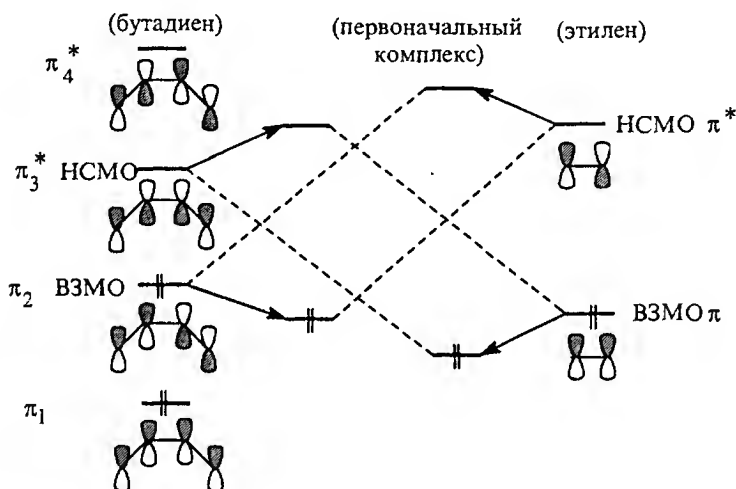 (бутадиен)
(первоначальный
комплекс)
(этилен)
π4*
НСМО π*
π3* НСМО
π2 ВЗМО
ВЗМО π
π1